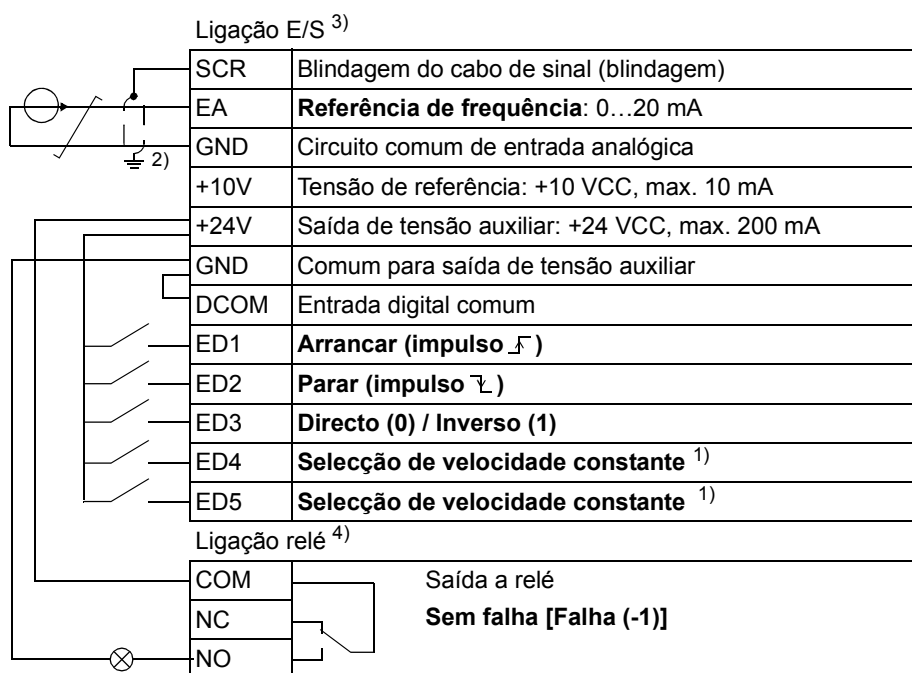 Ligação E/S 3)
SCR Blindagem do cabo de sinal (blindagem)
EA Referência de frequência: 0…20 mA
GND Circuito comum de entrada analógica
2)
+10V Tensão de referência: +10 VCC, max. 10 mA
+24V Saída de tensão auxiliar: +24 VCC, max. 200 mA
GND Comum para saída de tensão auxiliar
DCOM Entrada digital comum
ED1 Arrancar (impulso )
ED2 Parar (impulso )
ED3 Directo (0) / Inverso (1)
ED4 Selecção de velocidade constante 1)
ED5 Selecção de velocidade constante 1)
Ligação relé 4)
COM Saída a relé
NC Sem falha [Falha (-1)]
NO